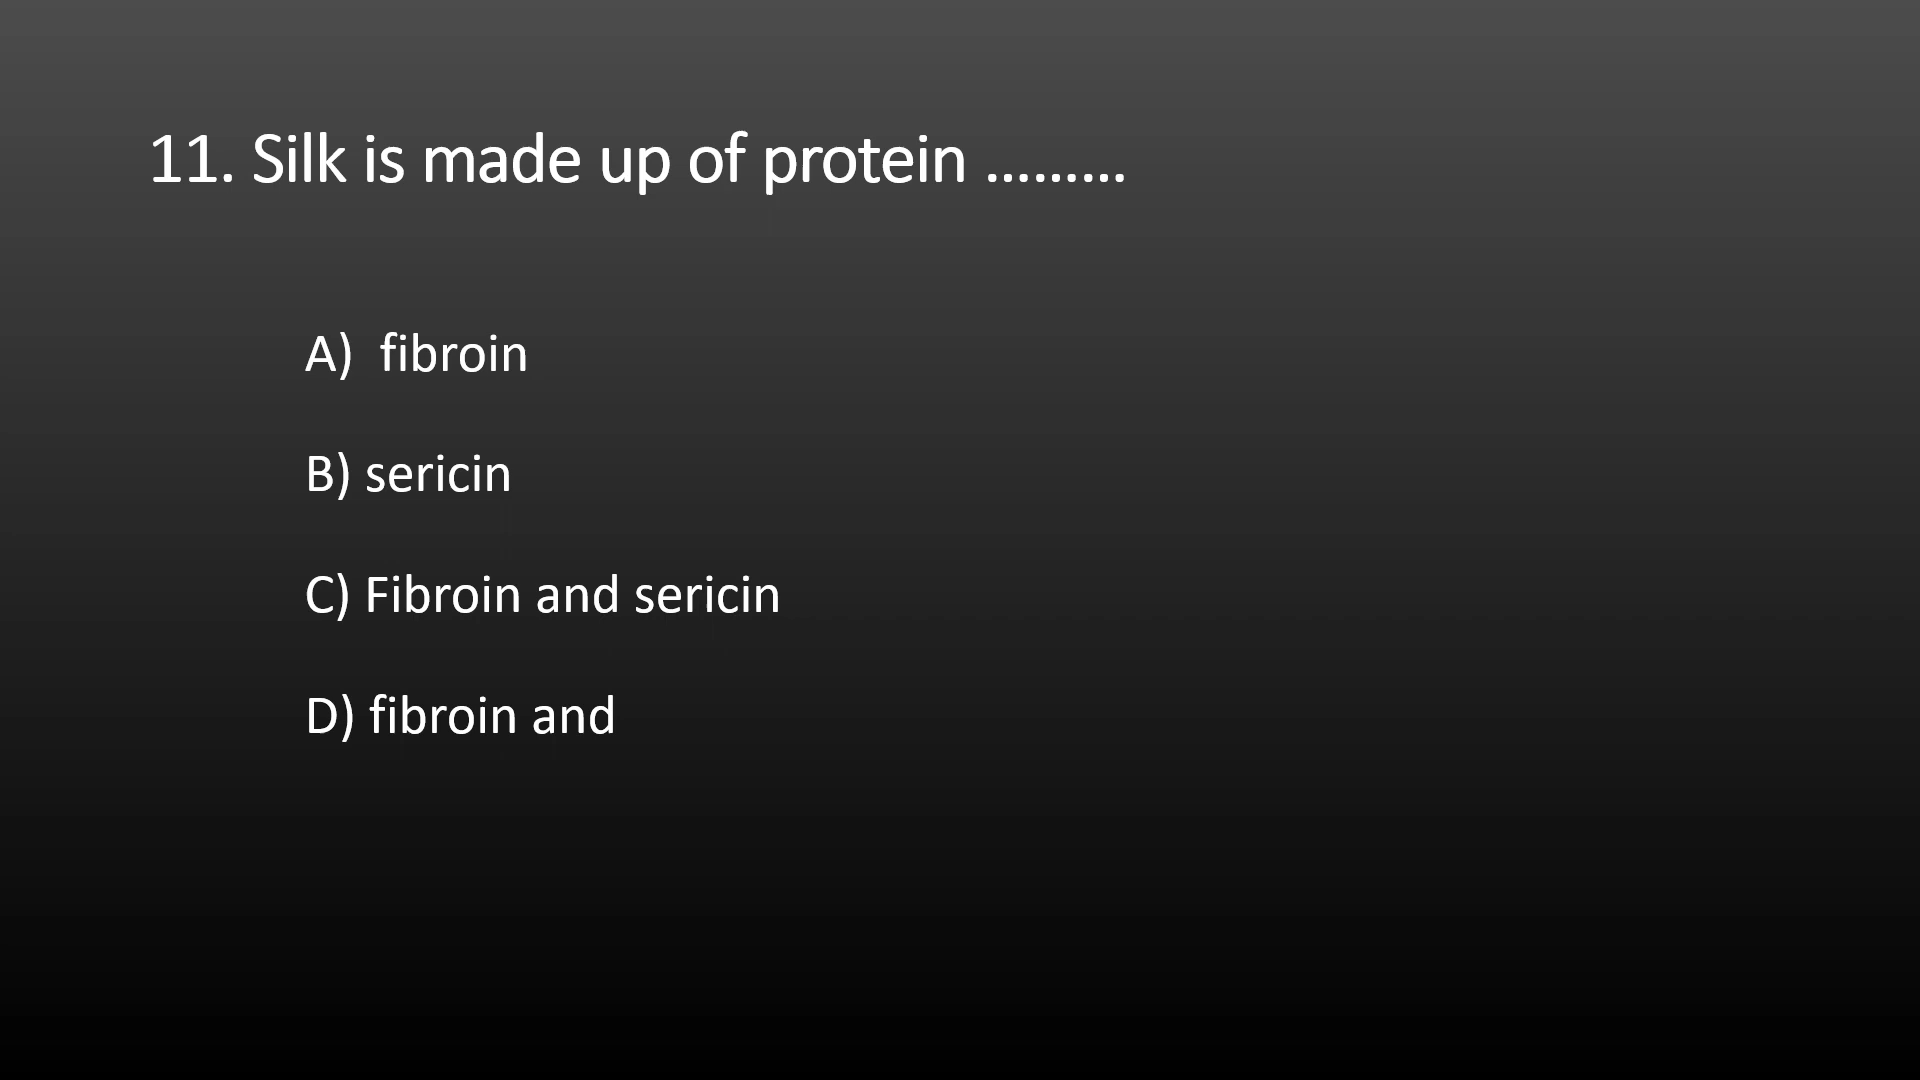 11. Silk is made up of protein .........
A) fibroin
B) sericin
C) Fibroin and sericin
D) fibroin and